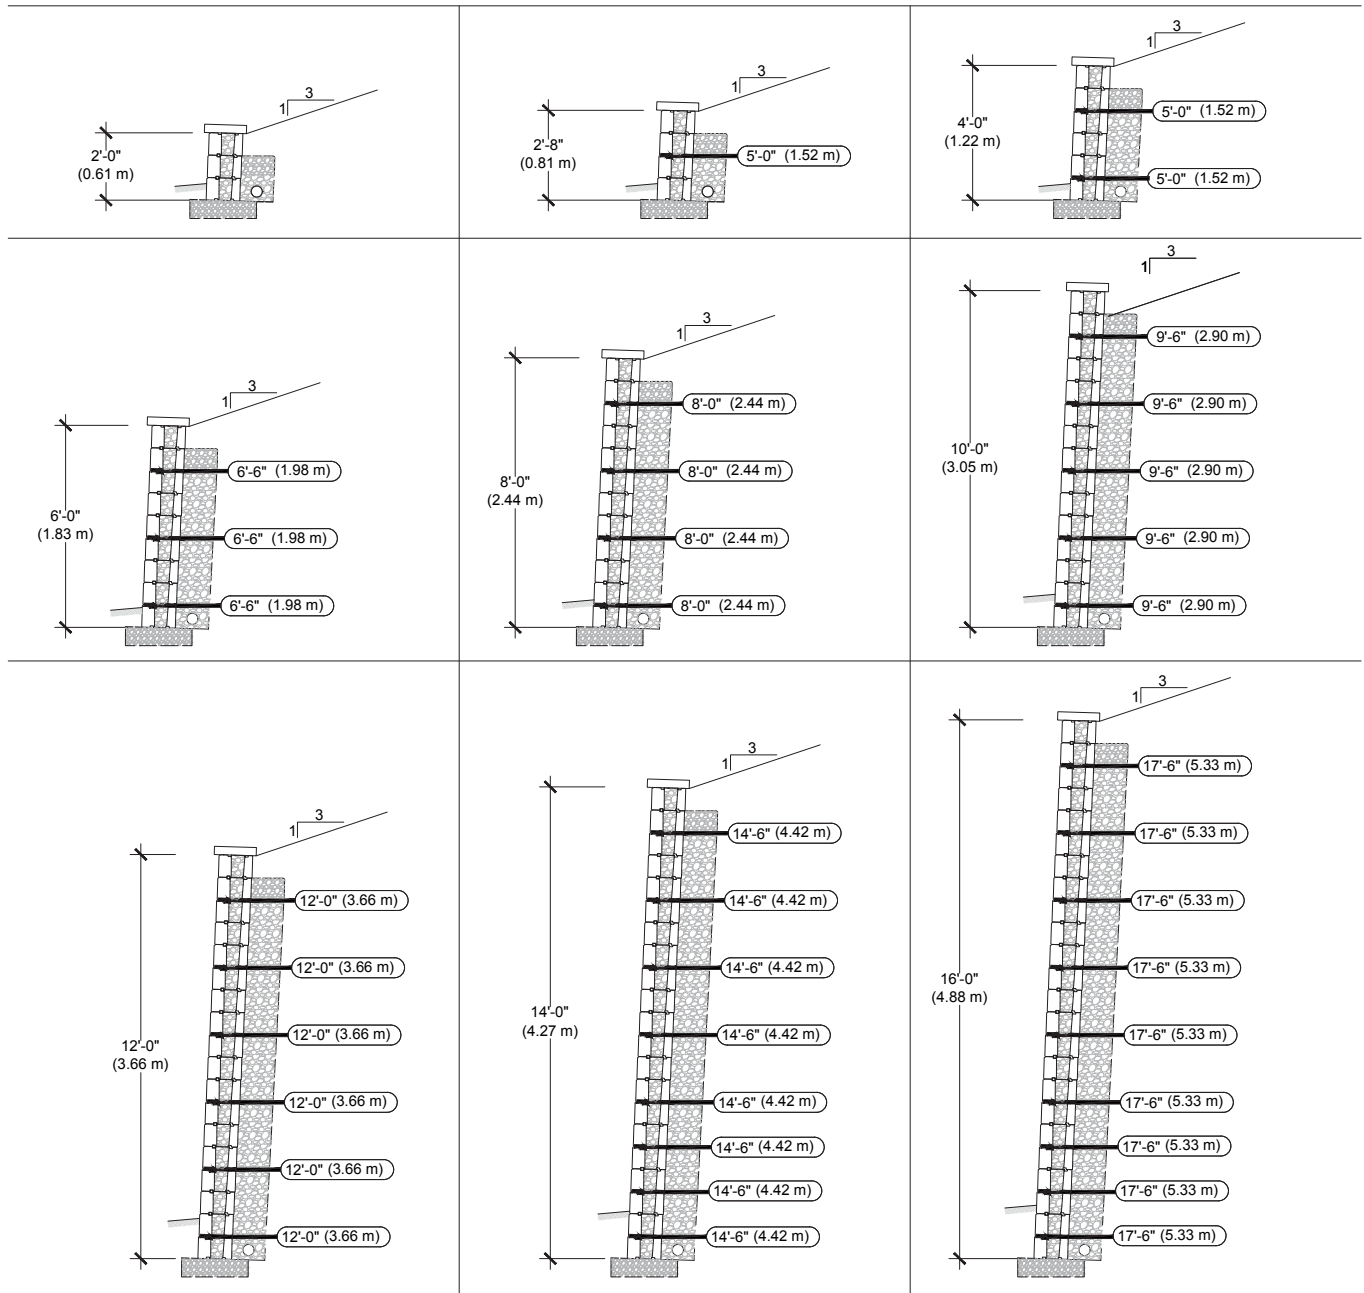 3
1
2'-0"
(0.61 m)
3
1
2'-8"
(0.81 m)
5'-0" (1.52 m)
3
1
4'-0"
(1.22 m)
5'-0" (1.52 m)
5'-0" (1.52 m)
3
1
6'-0"
(1.83 m)
6'-6" (1.98 m)
6'-6" (1.98 m)
6'-6" (1.98 m)
3
1
8'-0"
(2.44 m)
8'-0" (2.44 m)
8'-0" (2.44 m)
8'-0" (2.44 m)
8'-0" (2.44 m)
3
1
10'-0"
(3.05 m)
9'-6" (2.90 m)
9'-6" (2.90 m)
9'-6" (2.90 m)
9'-6" (2.90 m)
9'-6" (2.90 m)
3
1
12'-0"
(3.66 m)
12'-0" (3.66 m)
12'-0" (3.66 m)
12'-0" (3.66 m)
12'-0" (3.66 m)
12'-0" (3.66 m)
12'-0" (3.66 m)
3
1
14'-0"
(4.27 m)
14'-6" (4.42 m)
14'-6" (4.42 m)
14'-6" (4.42 m)
14'-6" (4.42 m)
14'-6" (4.42 m)
14'-6" (4.42 m)
14'-6" (4.42 m)
14'-6" (4.42 m)
3
1
16'-0"
(4.88 m)
17'-6" (5.33 m)
17'-6" (5.33 m)
17'-6" (5.33 m)
17'-6" (5.33 m)
17'-6" (5.33 m)
17'-6" (5.33 m)
17'-6" (5.33 m)
17'-6" (5.33 m)
17'-6" (5.33 m)